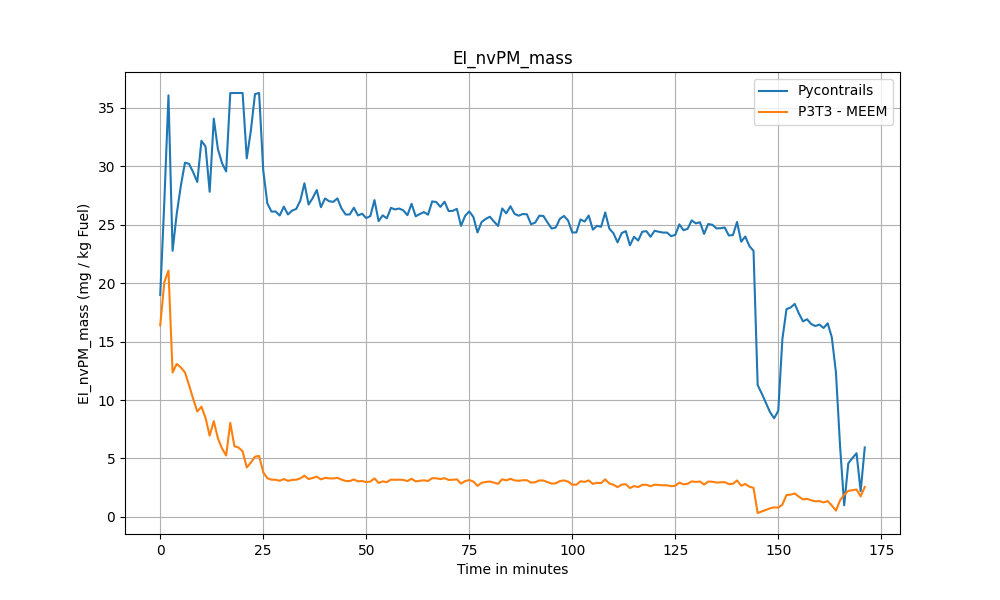 EI_nvPM_mass
Pycontrails
P3T3 - MEEM
EI_nvPM_mass (mg / kg Fuel)
35
30
25
20
15
10
5
0
0 25 50 75 100 125 150 175
Time in minutes